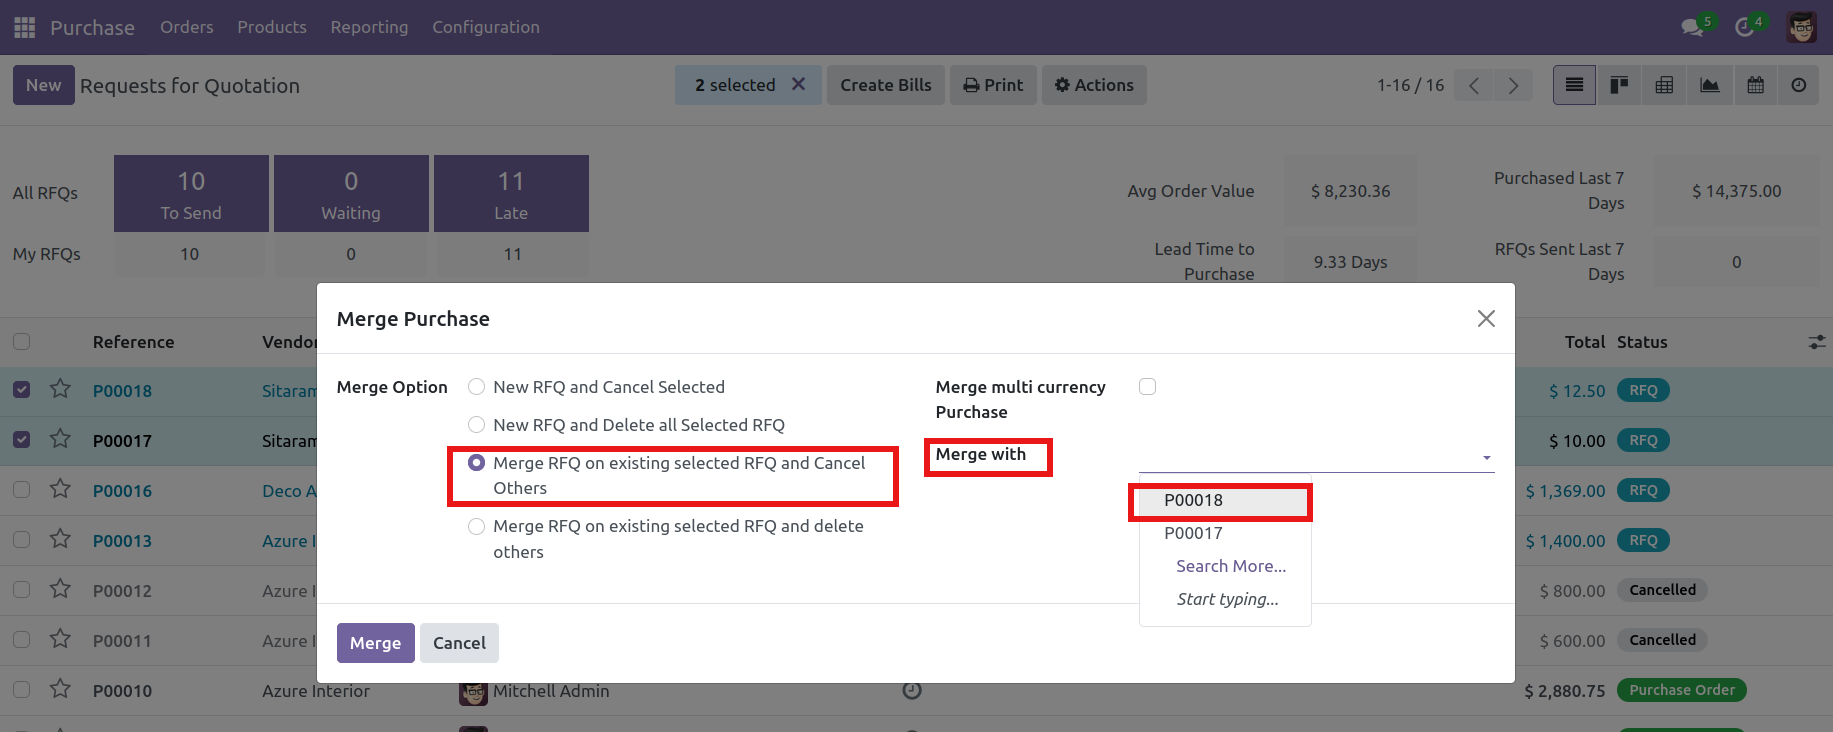 Purchase Orders Products Reporting Configuration 5 4
New Requests for Quotation 2 selected Create Bills Print Actions 1-16 / 16
All RFQs 10 To Send 0 Waiting 11 Late
My RFQs 10 0 11
Avg Order Value $ 8,230.36 Purchased Last 7 Days $ 14,375.00
Lead Time to Purchase 9.33 Days RFQs Sent Last 7 Days 0
Reference Vendor Total Status
P00018 Sitaram $ 12.50 RFQ
P00017 Sitaram $ 10.00 RFQ
P00016 Deco A $ 1,369.00 RFQ
P00013 Azure I $ 1,400.00 RFQ
P00012 Azure I $ 800.00 Cancelled
P00011 Azure I $ 600.00 Cancelled
P00010 Azure Interior Mitchell Admin $ 2,880.75 Purchase Order
Merge Purchase
Merge Option
New RFQ and Cancel Selected
New RFQ and Delete all Selected RFQ
Merge RFQ on existing selected RFQ and Cancel
Others
Merge RFQ on existing selected RFQ and delete
others
Merge multi currency
Purchase
Merge with
P00018
P00017
Search More...
Start typing...
Merge Cancel